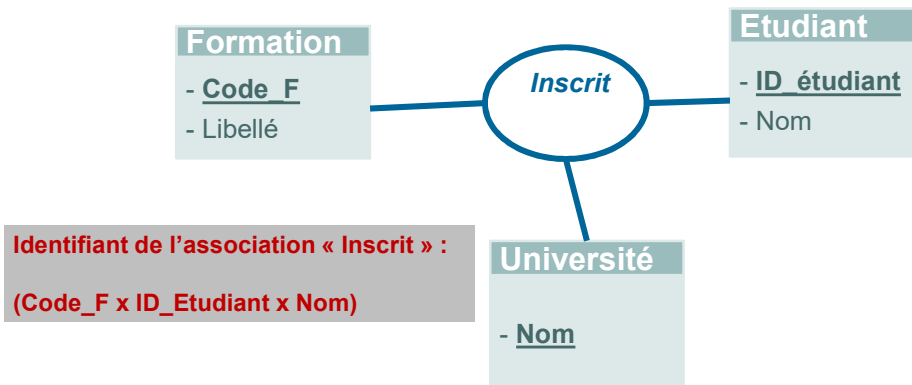 Formation
- Code_F
- Libellé
Inscrit
Etudiant
- ID_étudiant
- Nom
Identifiant de l'association « Inscrit » :
(Code_F x ID_Etudiant x Nom)
Université
- Nom